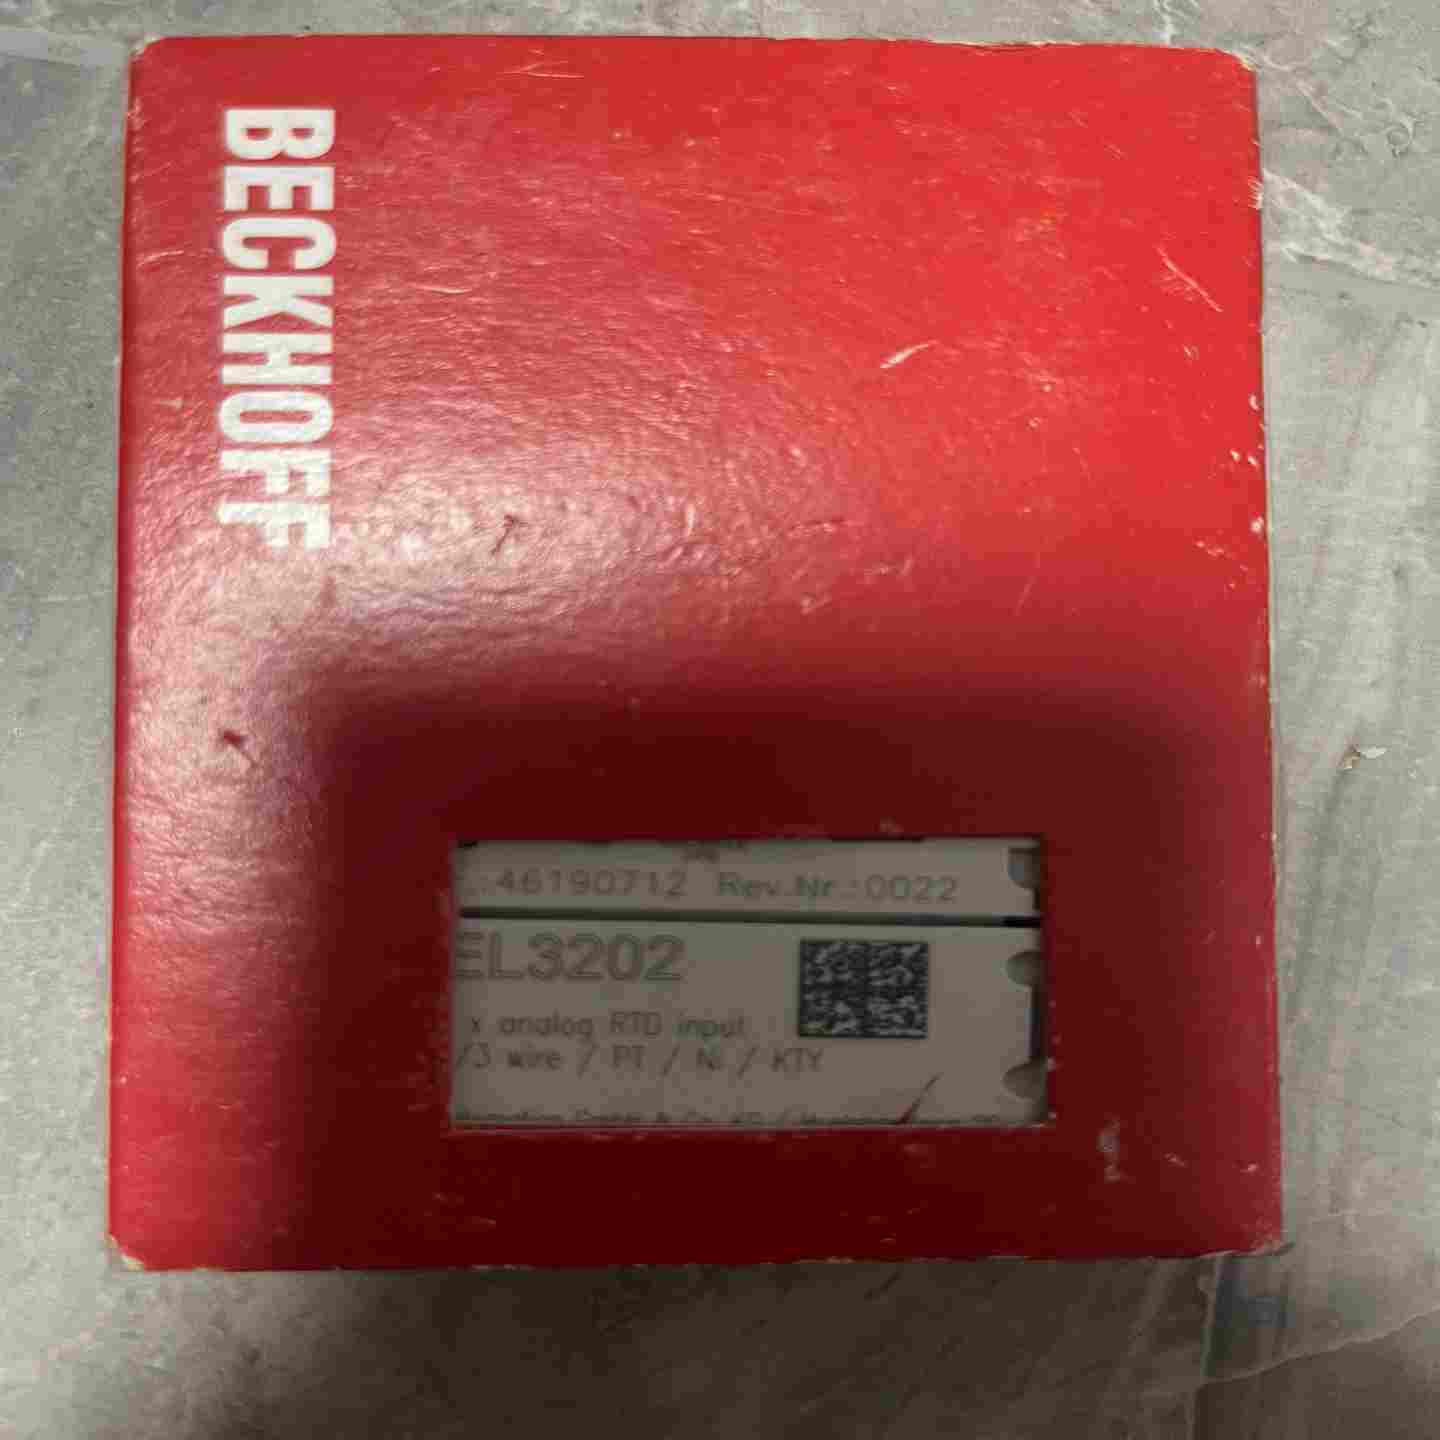 BECKHOFF
46190712 Rev.Nr.:0022
EL3202
x analog RTD input
/3 wire / PT / Ni / KTY